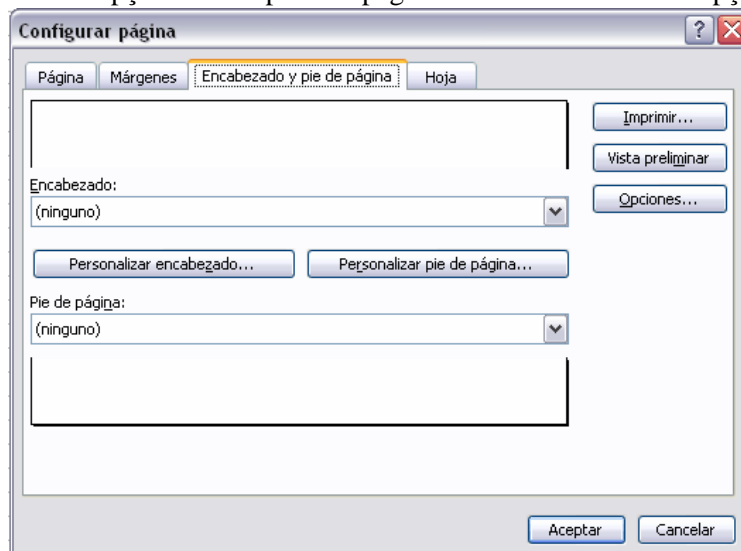 Configurar página
Página Márgenes Encabezado y pie de página Hoja
Imprimir...
Vista preliminar
Encabezado:
(ninguno)
Opciones...
Personalizar encabezado... Personalizar pie de página...
Pie de página:
(ninguno)
Aceptar Cancelar